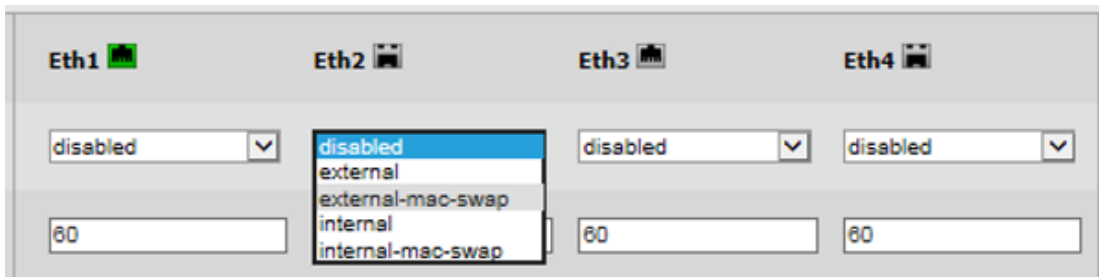 Eth1 Eth2 Eth3 Eth4
disabled disabled disabled disabled
external
external-mac-swap
internal
internal-mac-swap
60 60 60